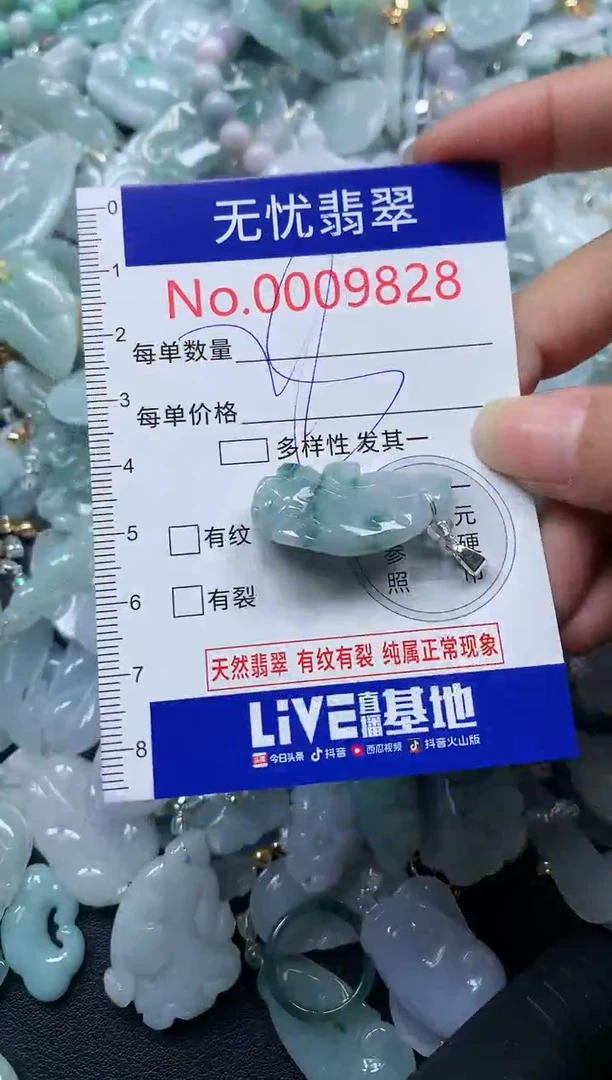 无忧翡翠
No.0009828
0
1
2
3
4
5
6
7
8
每单数量
每单价格
多样性 发其一
有纹
有裂
一元硬币
参照
天然翡翠 有纹有裂 纯属正常现象
LiVE直播基地
头条 今日头条 抖音 西瓜视频 抖音火山版